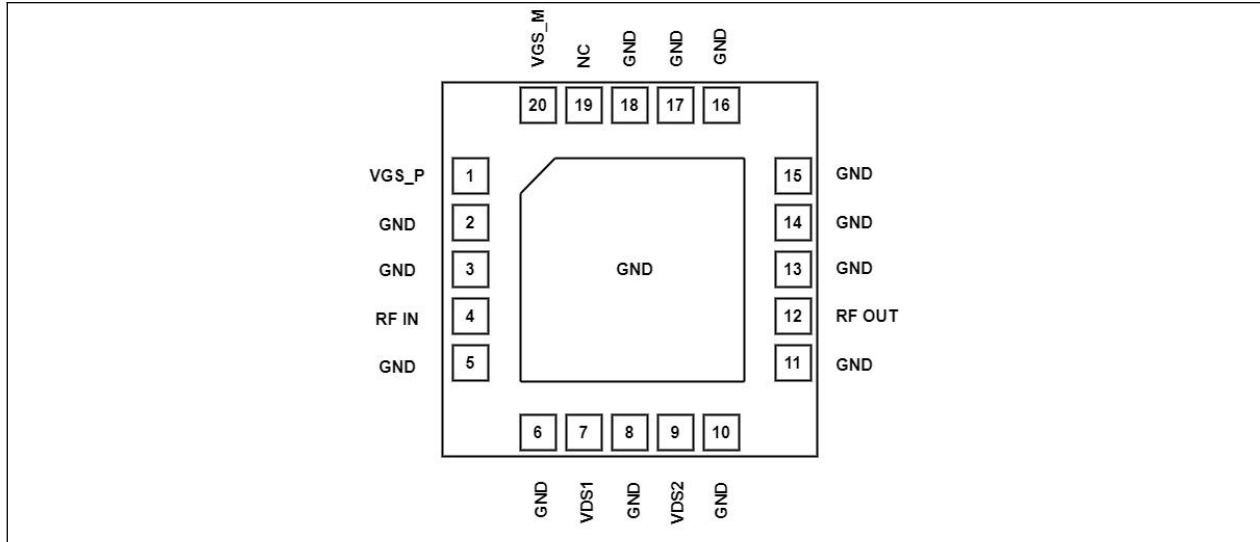 VGS_M NC GND GND GND
20 19 18 17 16
VGS_P 1 15 GND
GND 2 14 GND
GND 3 GND 13 GND
RF IN 4 12 RF OUT
GND 5 11 GND
6 7 8 9 10
GND VDS1 GND VDS2 GND